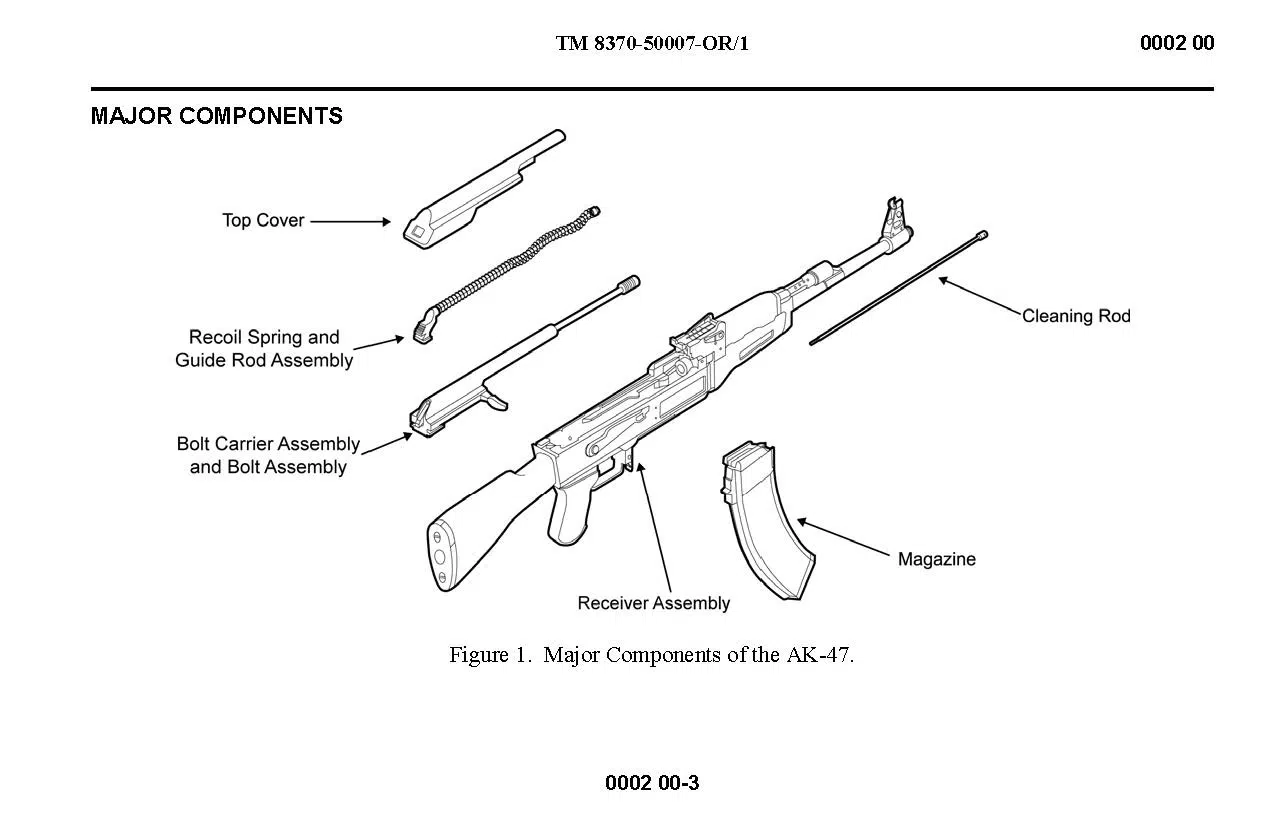 TM 8370-50007-OR/1
0002 00
MAJOR COMPONENTS
Top Cover
Recoil Spring and
Guide Rod Assembly
Bolt Carrier Assembly
and Bolt Assembly
Cleaning Rod
Magazine
Receiver Assembly
Figure 1. Major Components of the AK-47.
0002 00-3